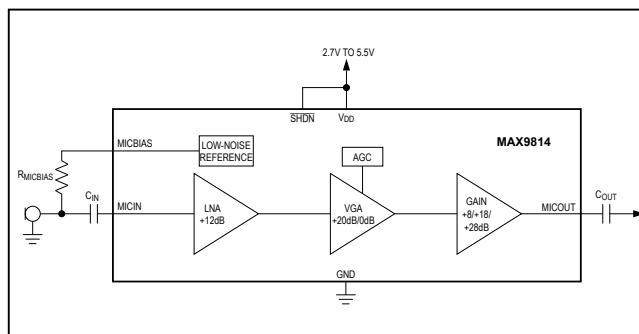 2.7V TO 5.5V
SHDN
VDD
MAX9814
MICBIAS
LOW-NOISE
REFERENCE
AGC
RMICBIAS
CIN
MICIN
LNA
+12dB
VGA
+20dB/0dB
GAIN
+8/+18/
+28dB
MICOUT
COUT
GND